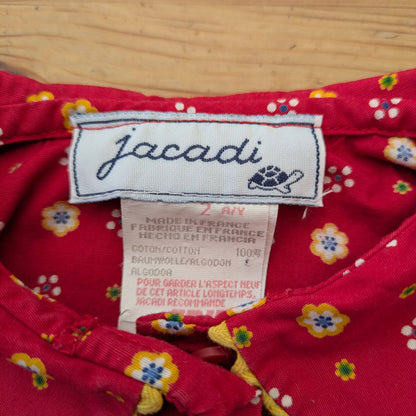 jacadi
2 A/Y
MADE IN FRANCE
FABRIQUE EN FRANCE
HECHO EN FRANCIA
COTON/COTTON 100%
BAUMWOLLE/ALGODON
ALGODOA
POUR GARDER L'ASPECT NEUF
DE CET ARTICLE LONGTEMPS,
JACADI RECOMMANDE